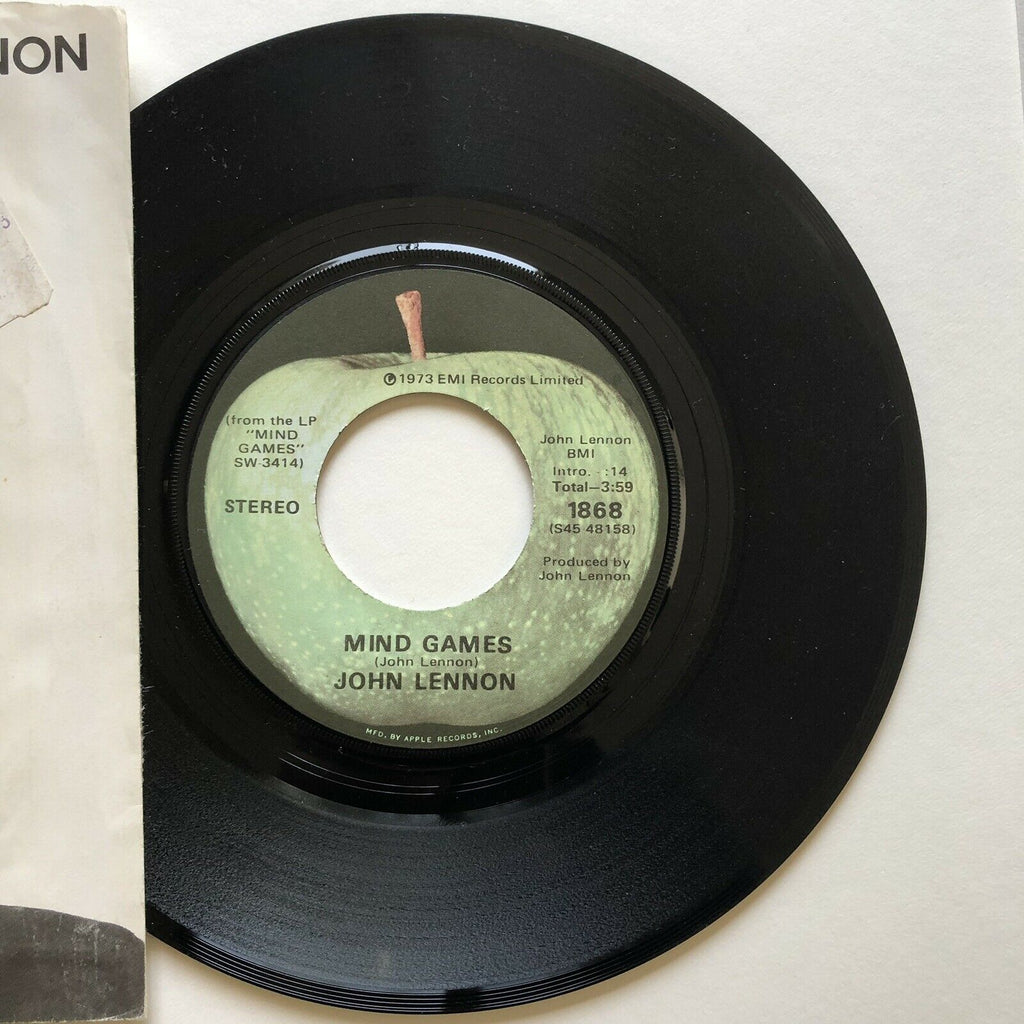 NON
℗1973 EMI Records Limited
(from the LP
"MIND
GAMES"
SW-3414)
STEREO
John Lennon
BMI
Intro. - :14
Total—3:59
1868
(S45-48158)
Produced by
John Lennon
MIND GAMES
(John Lennon)
JOHN LENNON
MFD. BY APPLE RECORDS, INC.